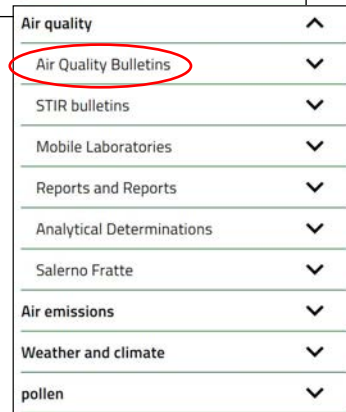 Air quality
Air Quality Bulletins
STIR bulletins
Mobile Laboratories
Reports and Reports
Analytical Determinations
Salerno Fratte
Air emissions
Weather and climate
pollen